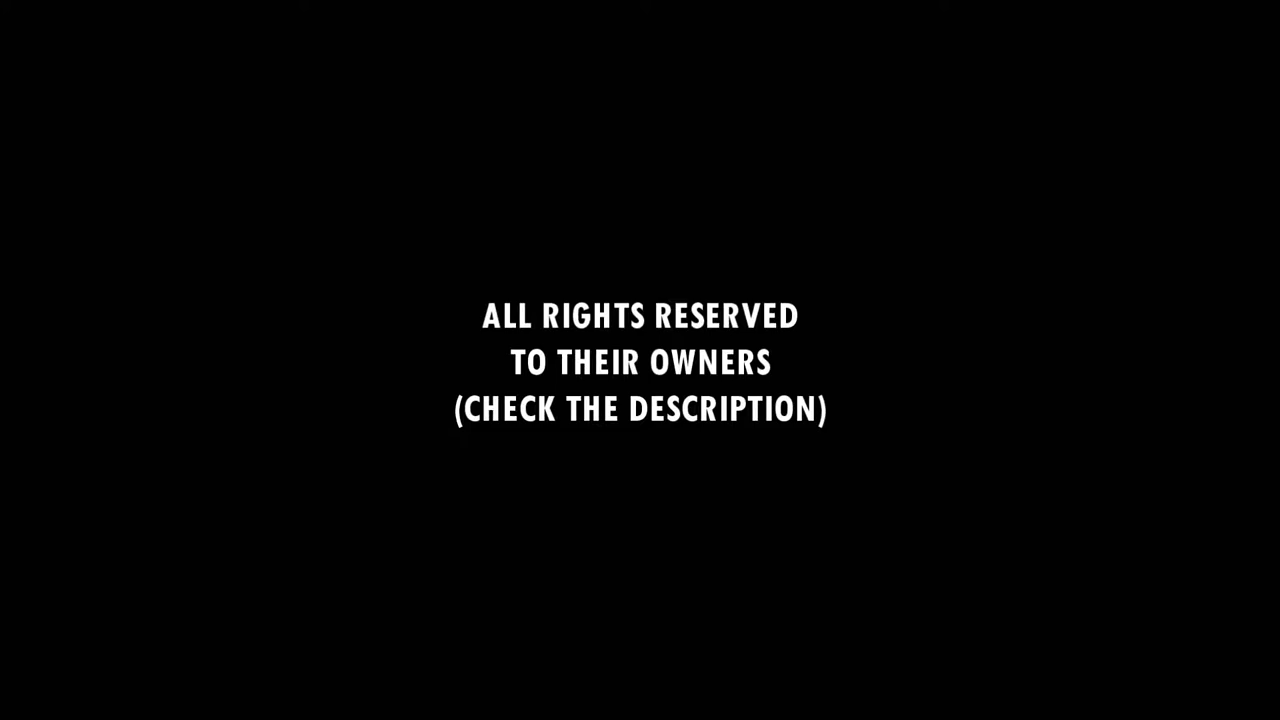 ALL RIGHTS RESERVED
TO THEIR OWNERS
(CHECK THE DESCRIPTION)